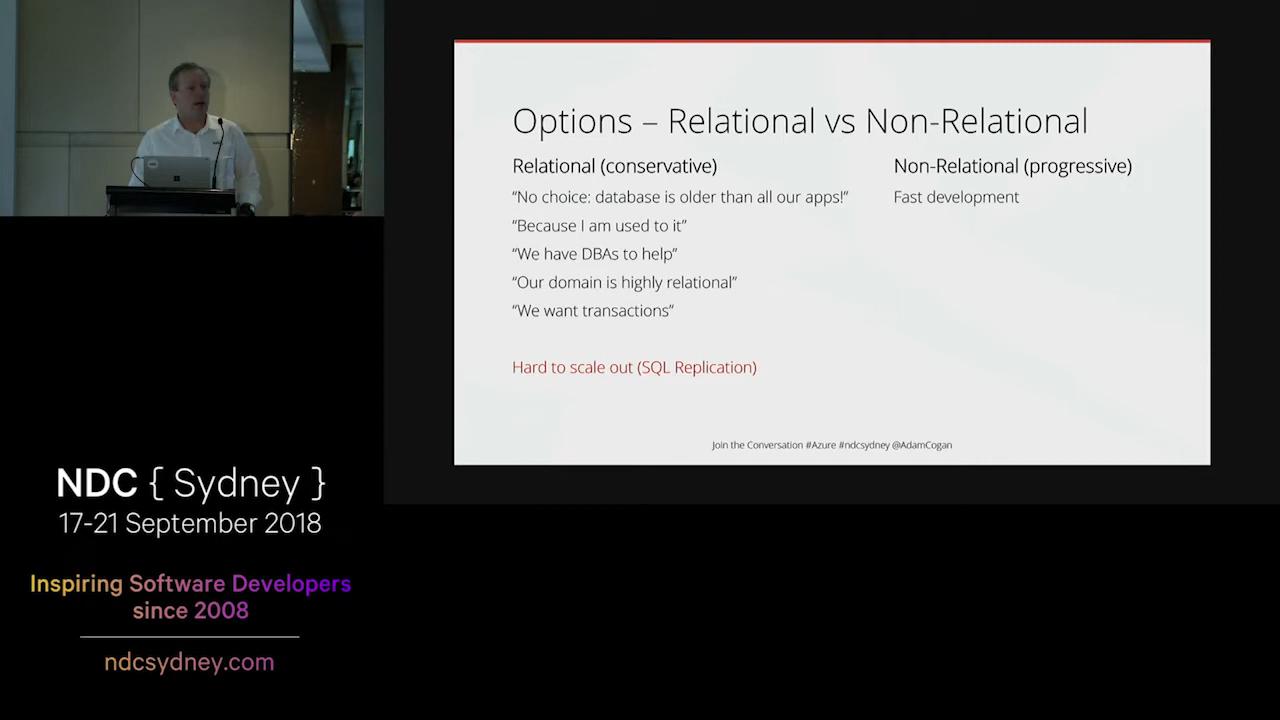 Options – Relational vs Non-Relational
Relational (conservative)
“No choice: database is older than all our apps!”
“Because I am used to it”
“We have DBAs to help”
“Our domain is highly relational”
“We want transactions”
Hard to scale out (SQL Replication)
Non-Relational (progressive)
Fast development
Join the Conversation #Azure #ndcsydney @AdamCogan
NDC { Sydney }
17-21 September 2018
Inspiring Software Developers
since 2008
ndcsydney.com